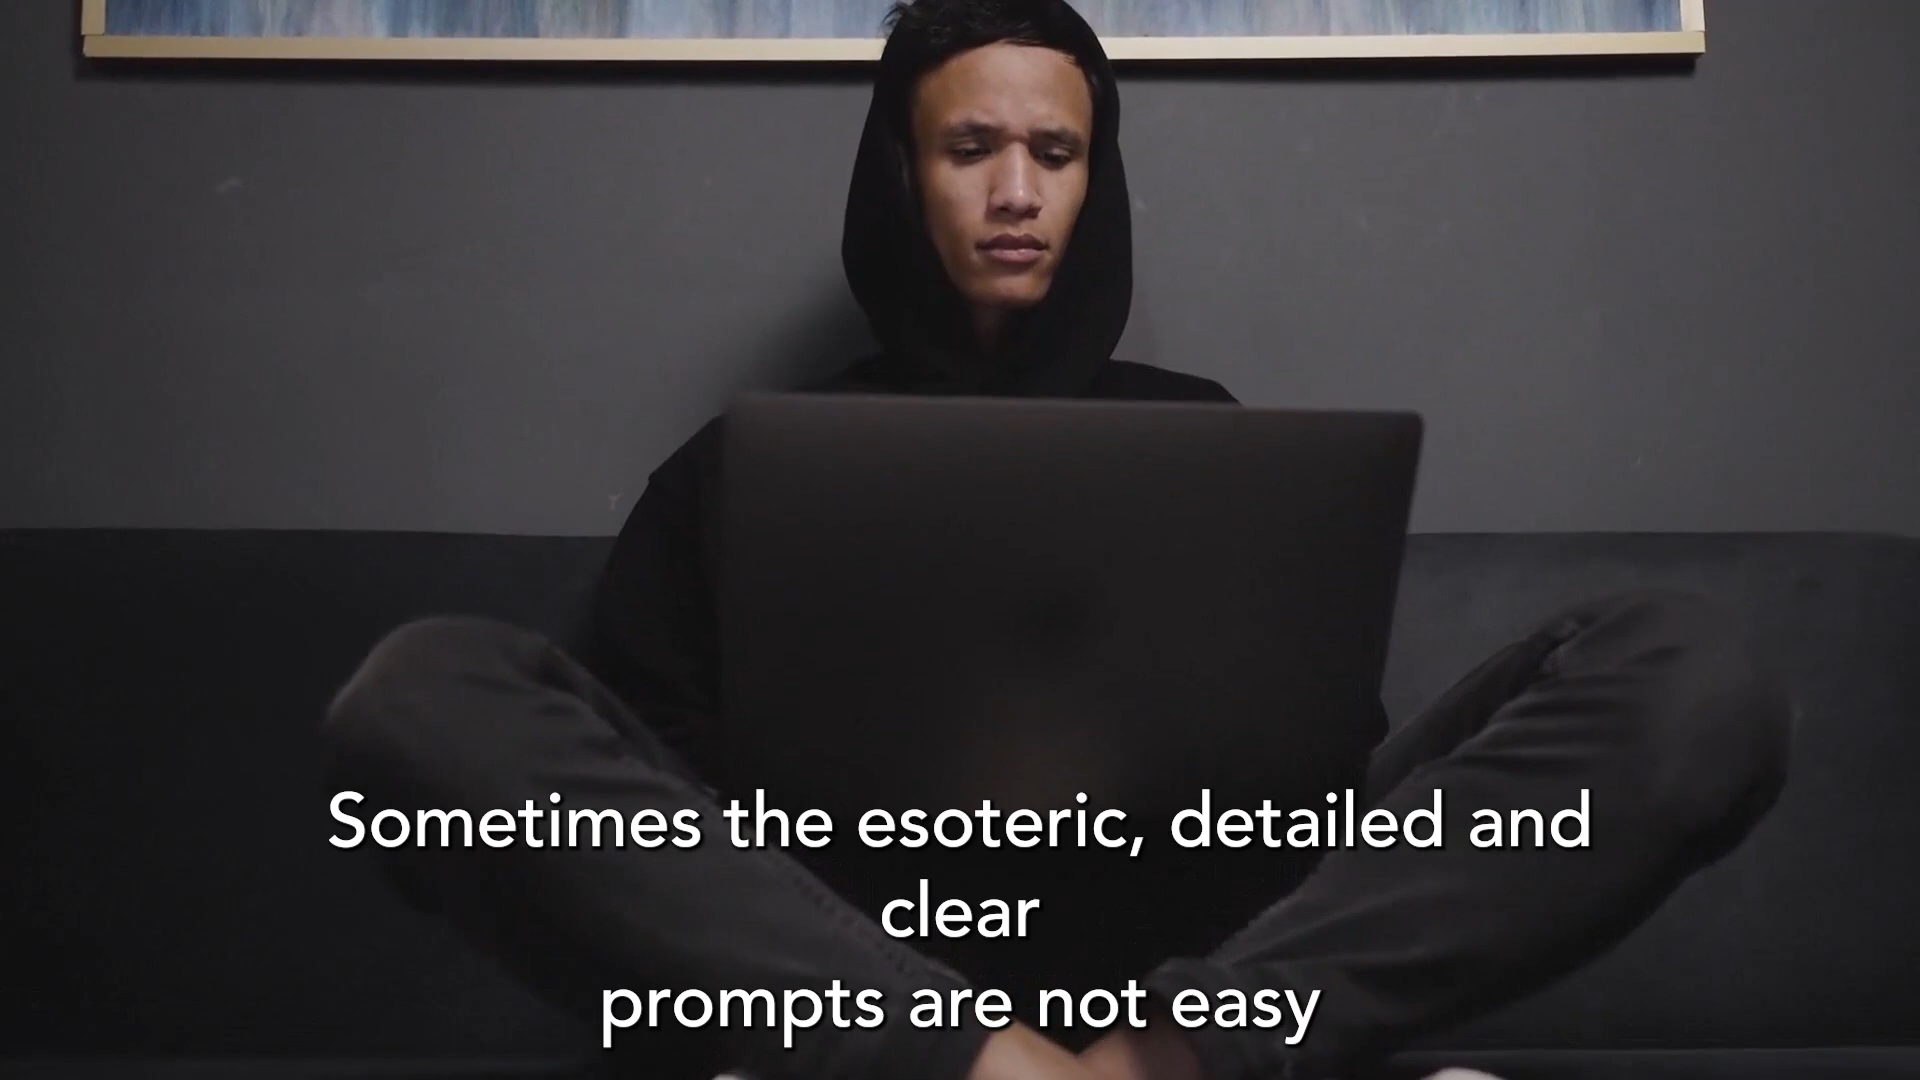 Sometimes the esoteric, detailed and
clear
prompts are not easy